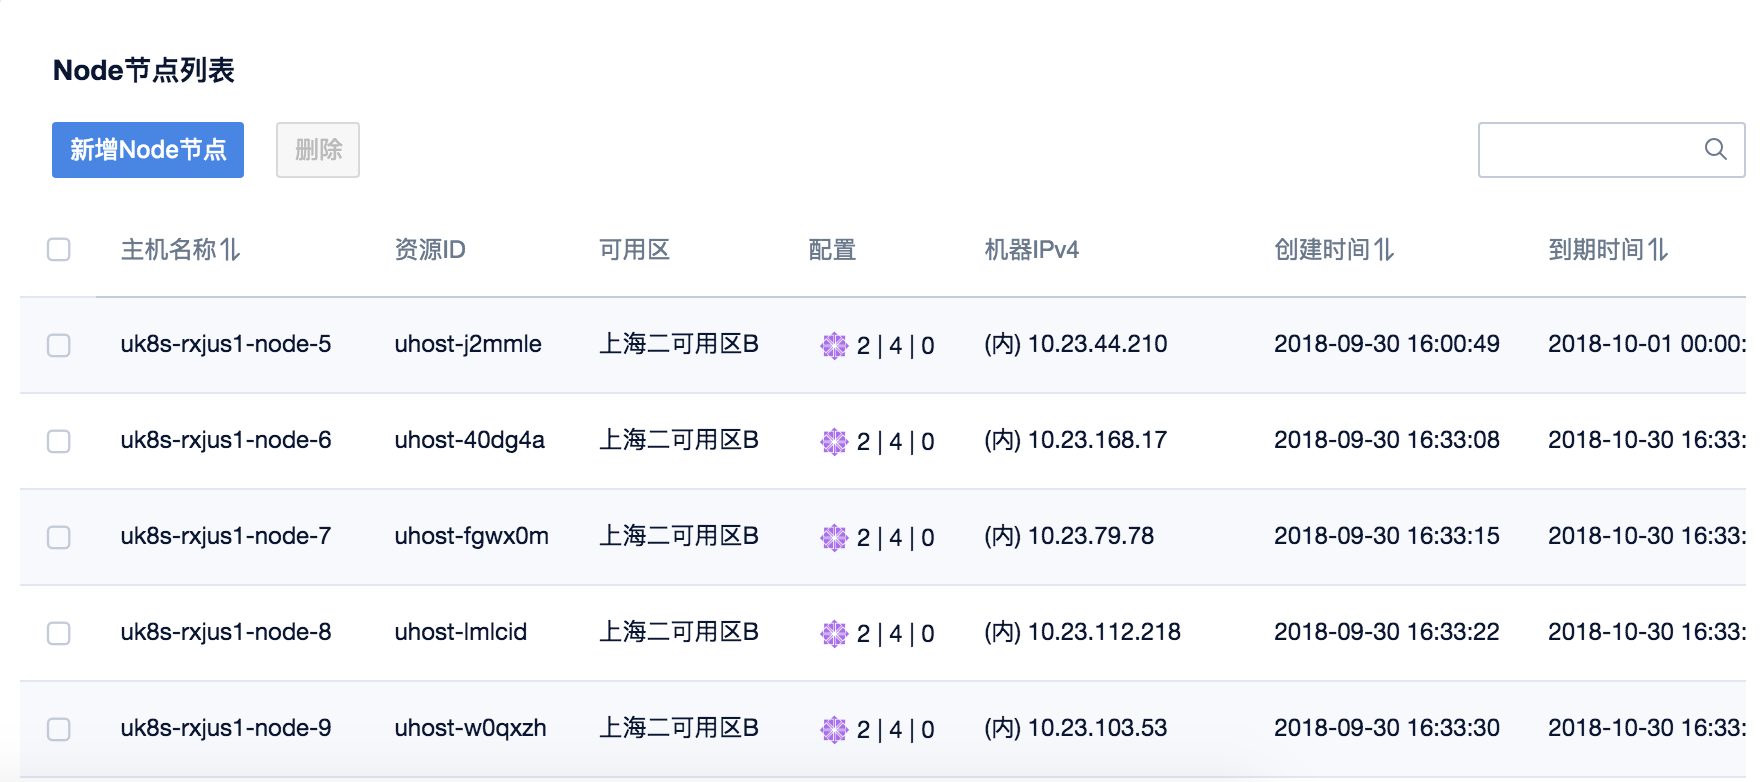 Node节点列表
新增Node节点 删除
主机名称 资源ID 可用区 配置 机器IPv4 创建时间 到期时间
uk8s-rxjus1-node-5 uhost-j2mmle 上海二可用区B 2 | 4 | 0 (内) 10.23.44.210 2018-09-30 16:00:49 2018-10-01 00:00:
uk8s-rxjus1-node-6 uhost-40dg4a 上海二可用区B 2 | 4 | 0 (内) 10.23.168.17 2018-09-30 16:33:08 2018-10-30 16:33:
uk8s-rxjus1-node-7 uhost-fgwx0m 上海二可用区B 2 | 4 | 0 (内) 10.23.79.78 2018-09-30 16:33:15 2018-10-30 16:33:
uk8s-rxjus1-node-8 uhost-lmlcid 上海二可用区B 2 | 4 | 0 (内) 10.23.112.218 2018-09-30 16:33:22 2018-10-30 16:33:
uk8s-rxjus1-node-9 uhost-w0qxzh 上海二可用区B 2 | 4 | 0 (内) 10.23.103.53 2018-09-30 16:33:30 2018-10-30 16:33: